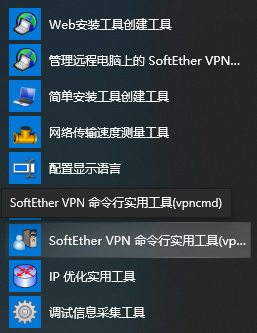 Web安装工具创建工具
管理远程电脑上的 SoftEther VPN...
简单安装工具创建工具
网络传输速度测量工具
配置显示语言
SoftEther VPN 命令行实用工具(vpncmd)
SoftEther VPN 命令行实用工具(vp...
IP 优化实用工具
调试信息采集工具